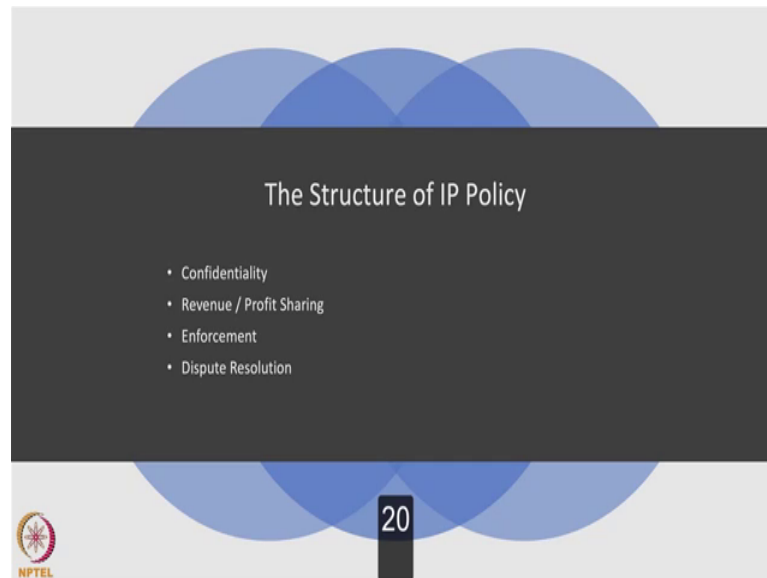 The Structure of IP Policy
• Confidentiality
• Revenue / Profit Sharing
• Enforcement
• Dispute Resolution
20
NPTEL